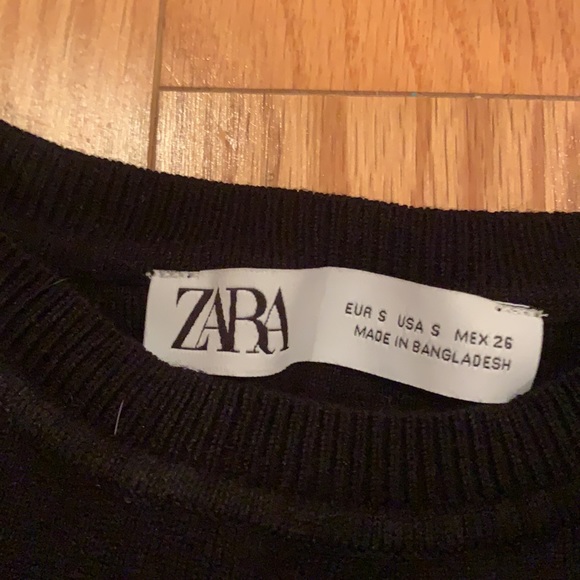 ZARA
EUR S USA S MEX 26
MADE IN BANGLADESH